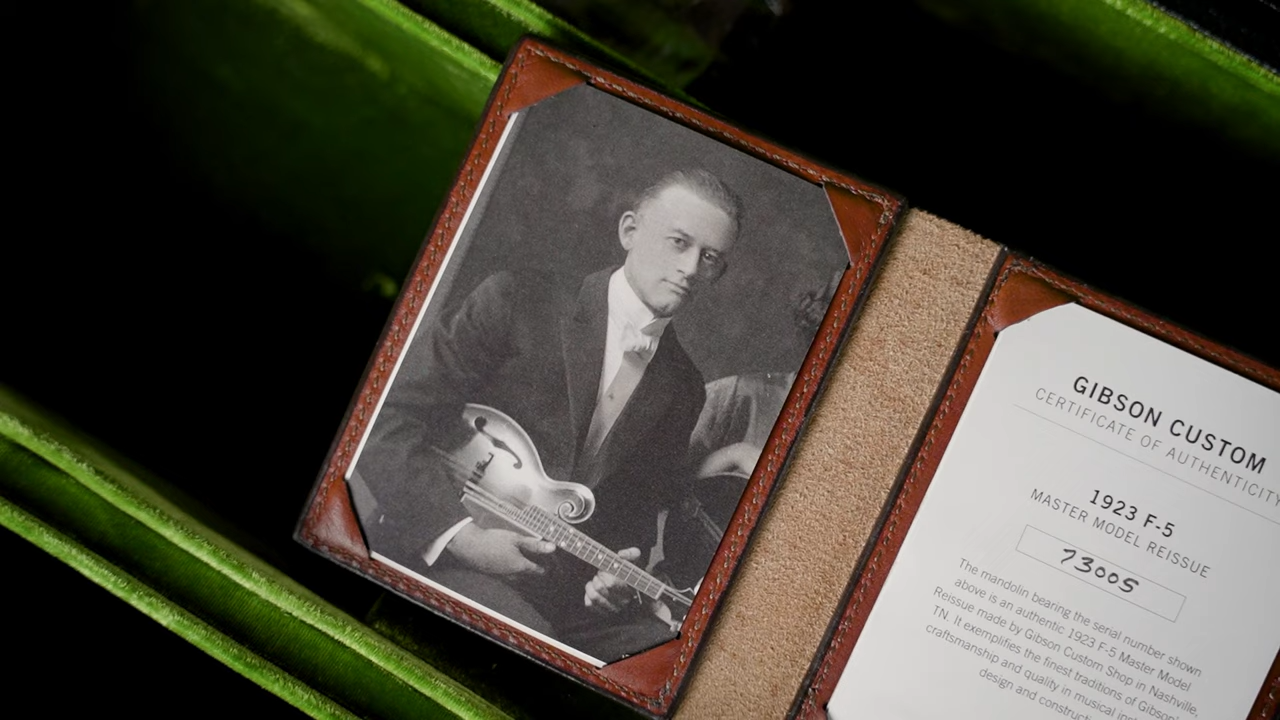 GIBSON CUSTOM
CERTIFICATE OF AUTHENTICITY
1923 F-5
MASTER MODEL REISSUE
73005
The mandolin bearing the serial number shown
above is an authentic 1923 F-5 Master Model
Reissue made by Gibson Custom Shop in Nashville,
TN. It exemplifies the finest traditions of
craftsmanship and quality in musical
design and